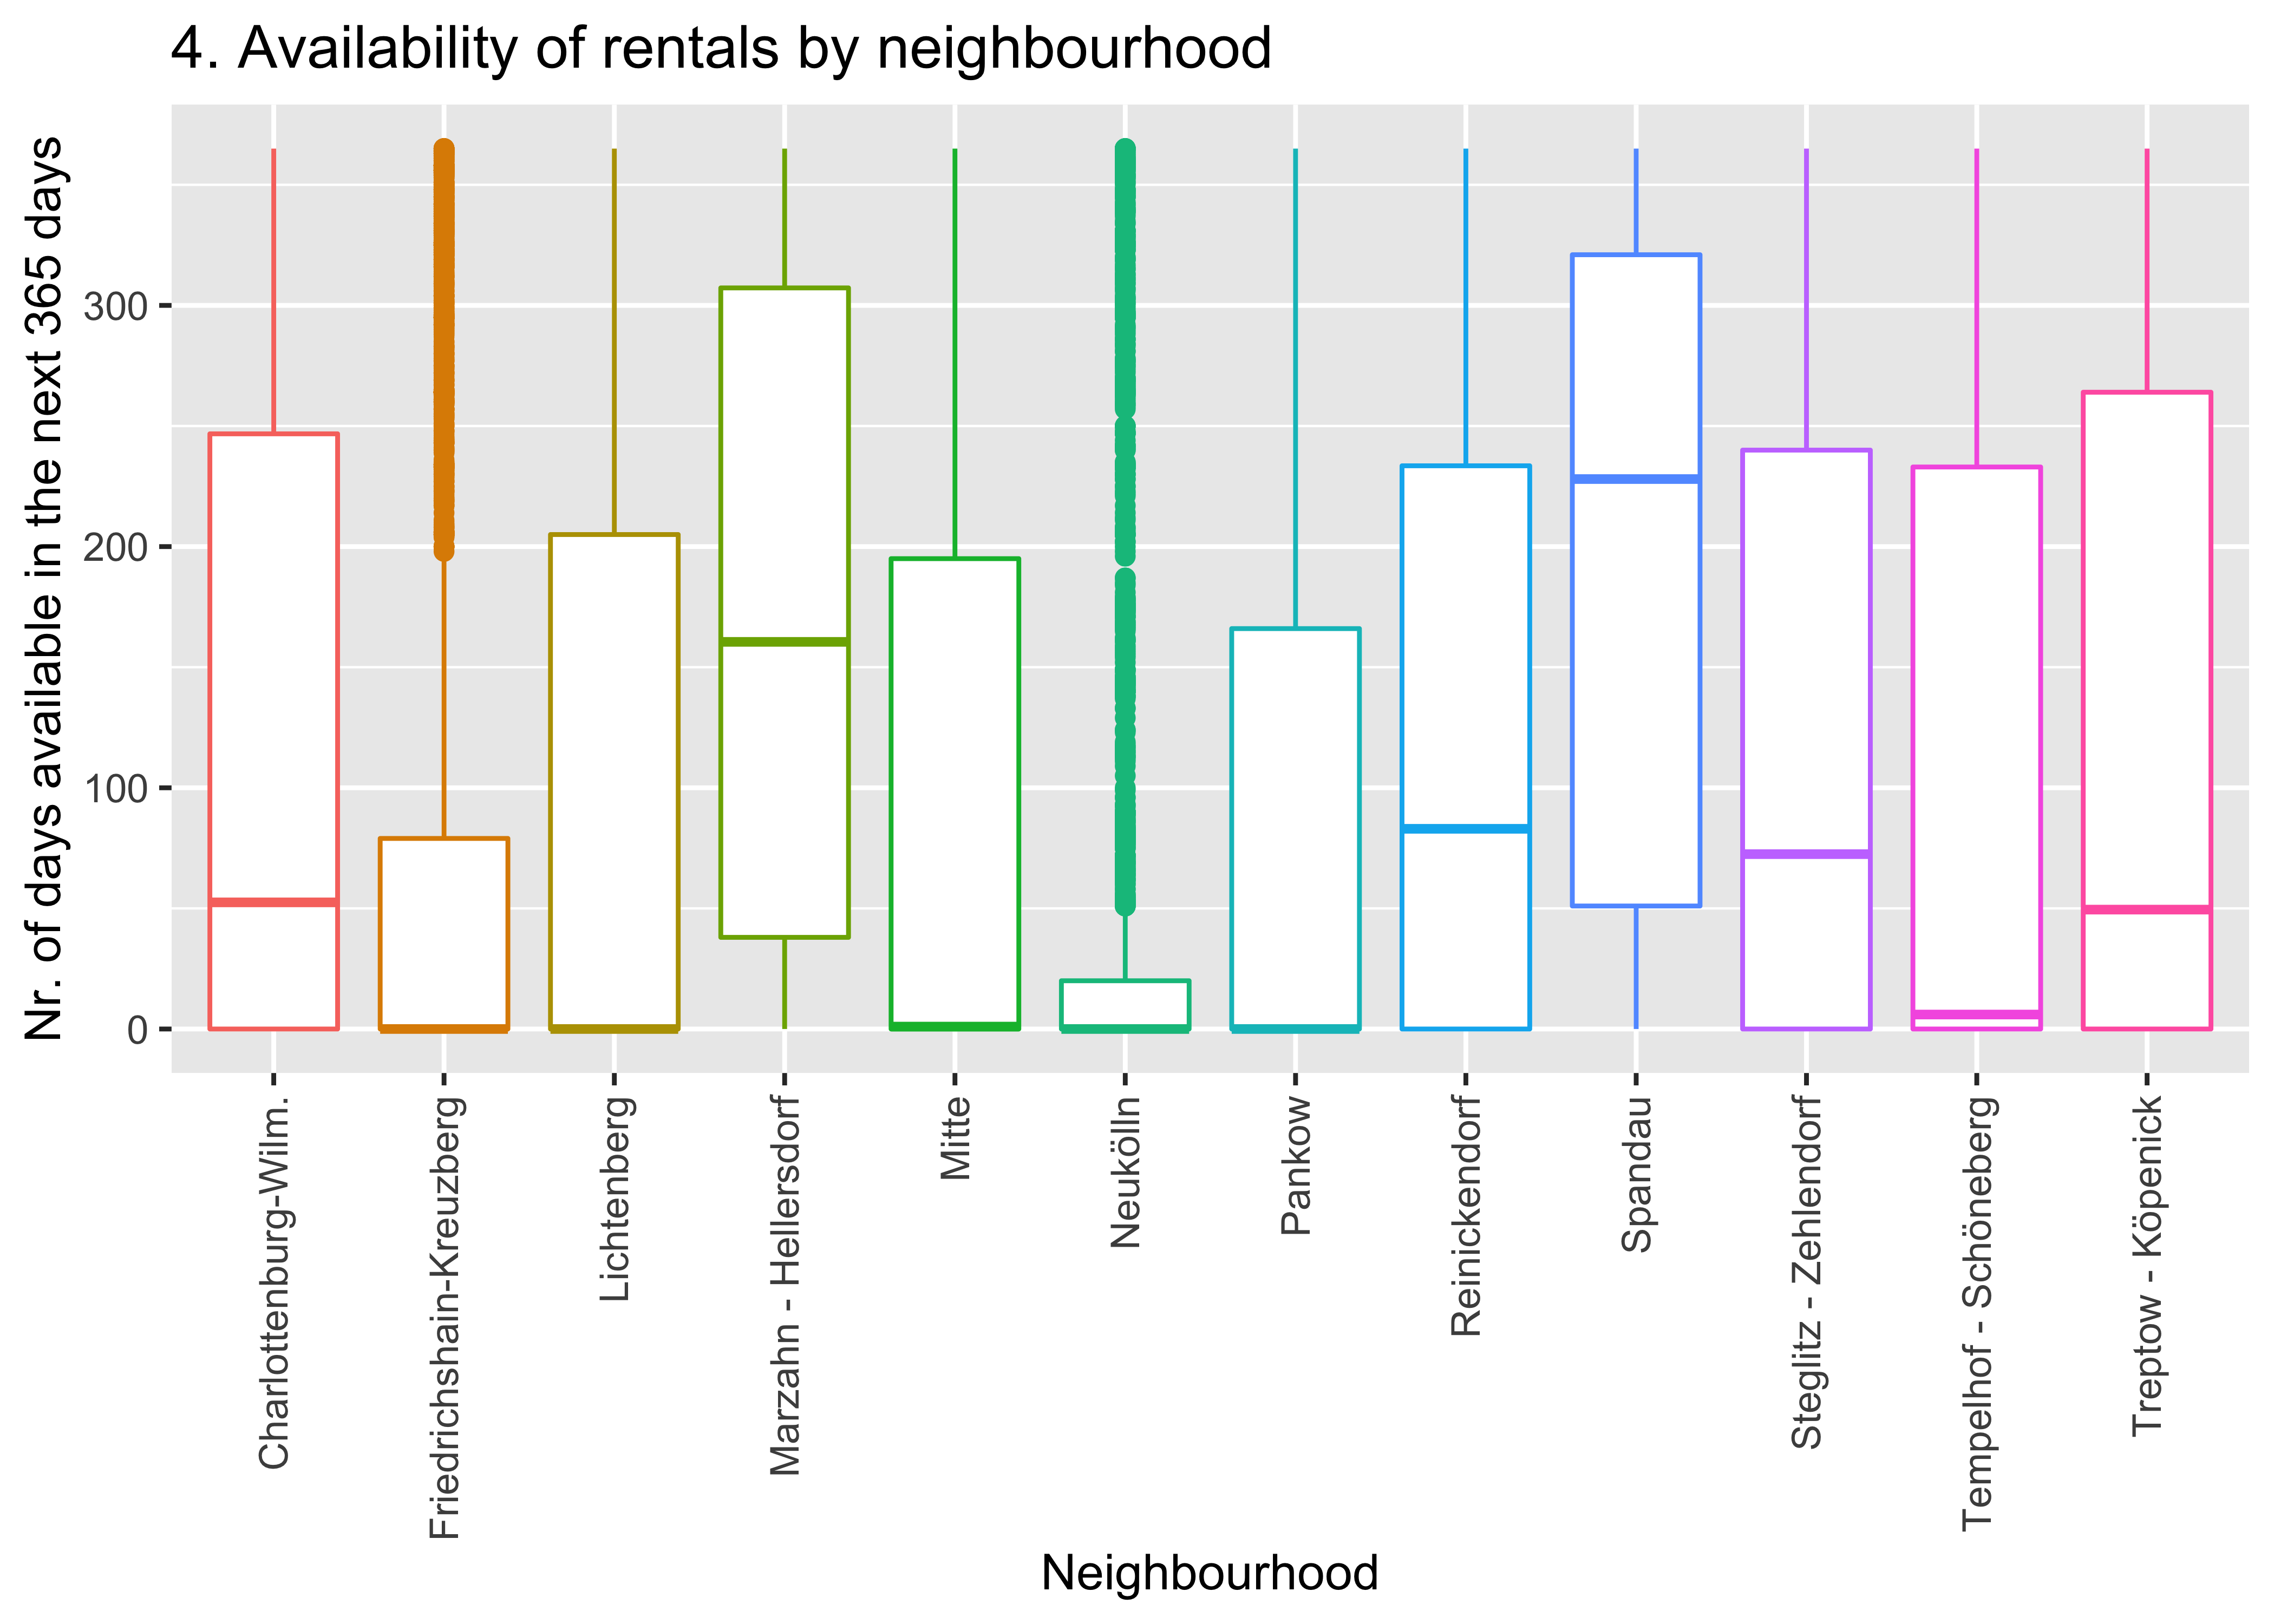 4. Availability of rentals by neighbourhood
Nr. of days available in the next 365 days
300
200
100
0
Charlottenburg-Wilm.
Friedrichshain-Kreuzberg
Lichtenberg
Marzahn - Hellersdorf
Mitte
Neukölln
Pankow
Reinickendorf
Spandau
Steglitz - Zehlendorf
Tempelhof - Schöneberg
Treptow - Köpenick
Neighbourhood